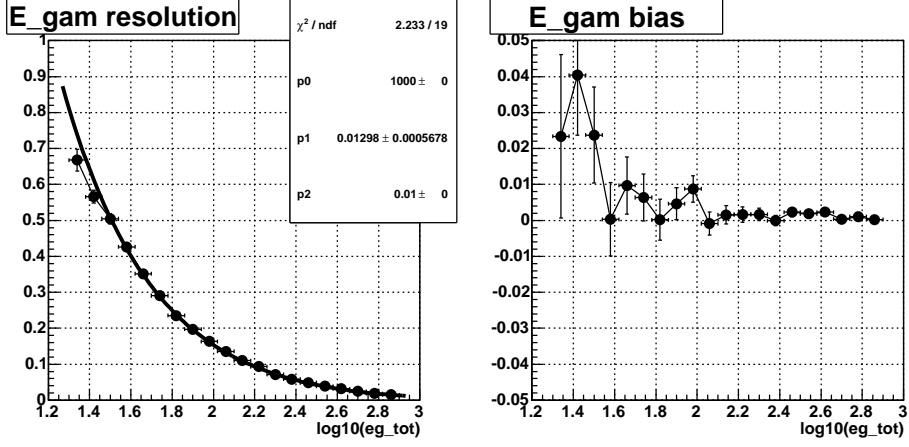 E_gam resolution
χ² / ndf 2.233 / 19
p0 1000 ± 0
p1 0.01298 ± 0.0005678
p2 0.01 ± 0
1
0.9
0.8
0.7
0.6
0.5
0.4
0.3
0.2
0.1
0
1.2 1.4 1.6 1.8 2 2.2 2.4 2.6 2.8 3
log10(eg_tot)
E_gam bias
0.05
0.04
0.03
0.02
0.01
0
-0.01
-0.02
-0.03
-0.04
-0.05
1.2 1.4 1.6 1.8 2 2.2 2.4 2.6 2.8 3
log10(eg_tot)